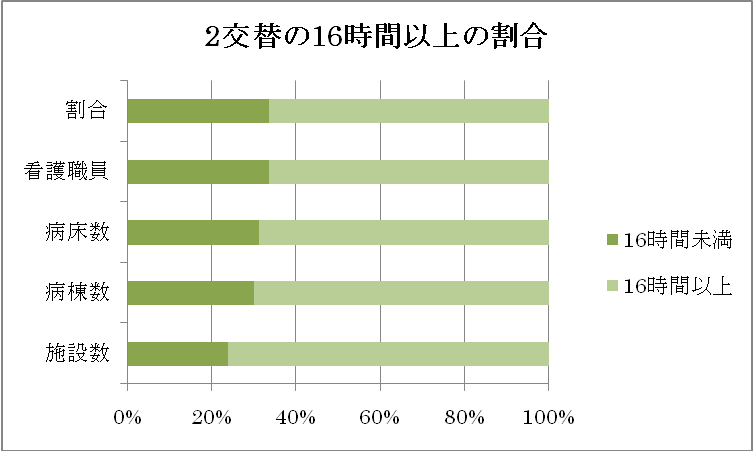 2交替の16時間以上の割合
割合
看護職員
病床数
病棟数
施設数
16時間未満
16時間以上
0% 20% 40% 60% 80% 100%